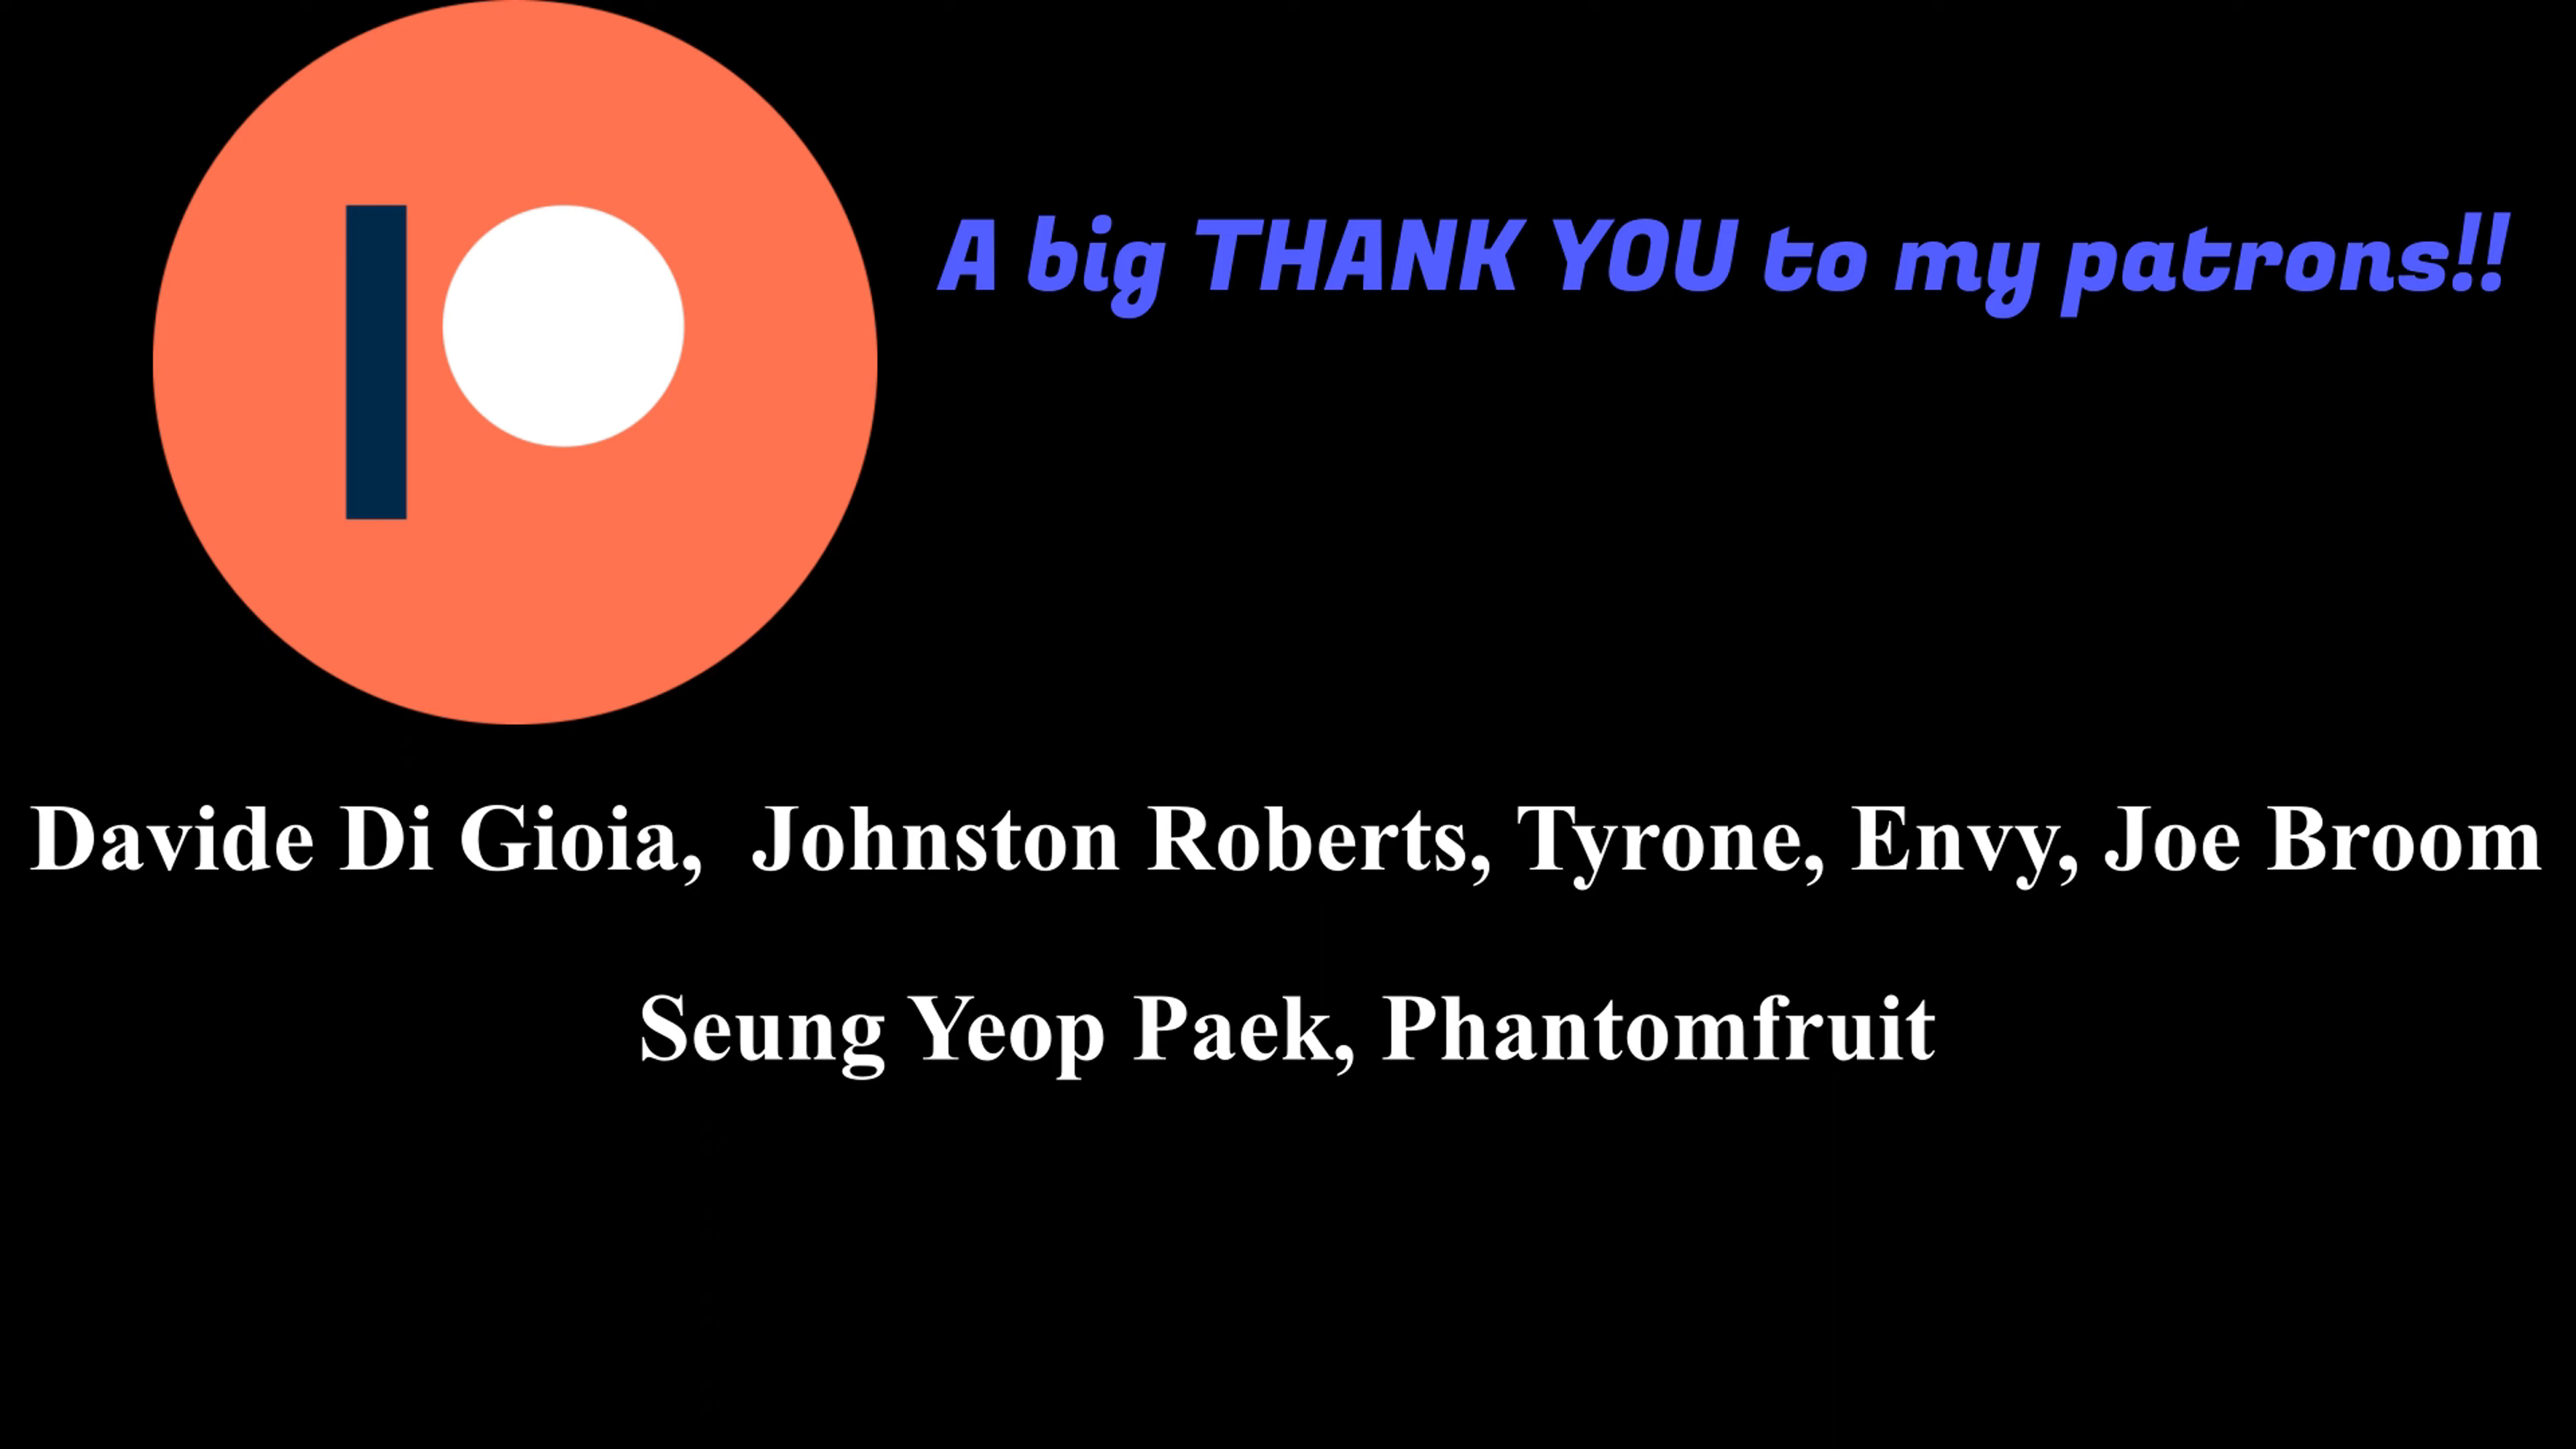 A big THANK YOU to my patrons!!
Davide Di Gioia,  Johnston Roberts, Tyrone, Envy, Joe Broom
Seung Yeop Paek, Phantomfruit